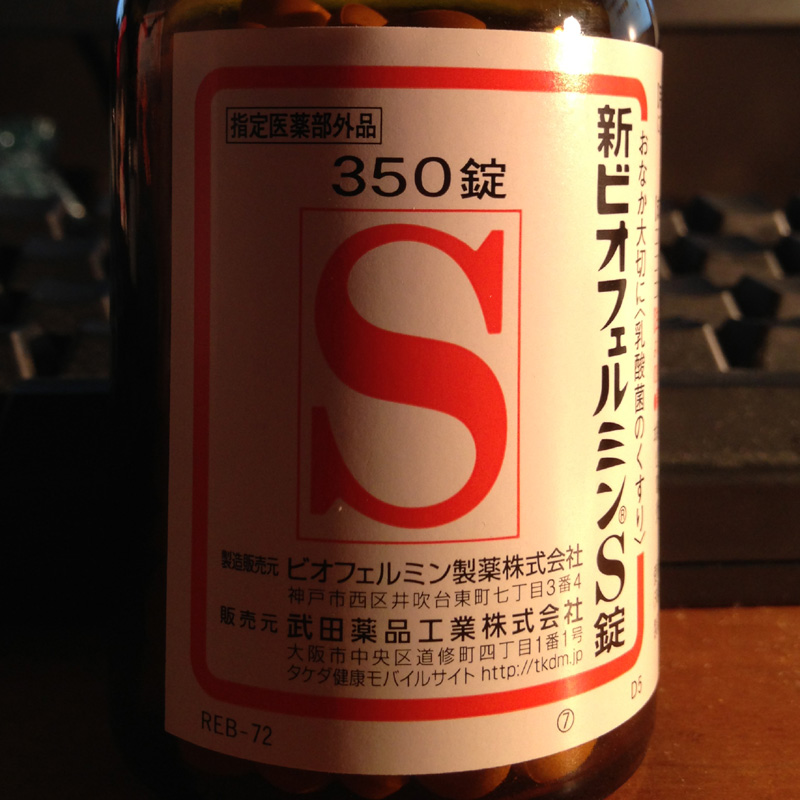 指定医薬部外品
350錠
S
新ビオフェルミン®S錠
おなか大切に〈乳酸菌のくすり〉
製造販売元 ビオフェルミン製薬株式会社
神戸市西区井吹台東町七丁目3番4
販売元 武田薬品工業株式会社
大阪市中央区道修町四丁目1番1号
タケダ健康モバイルサイト http://tkdm.jp
REB-72
⑦
D5